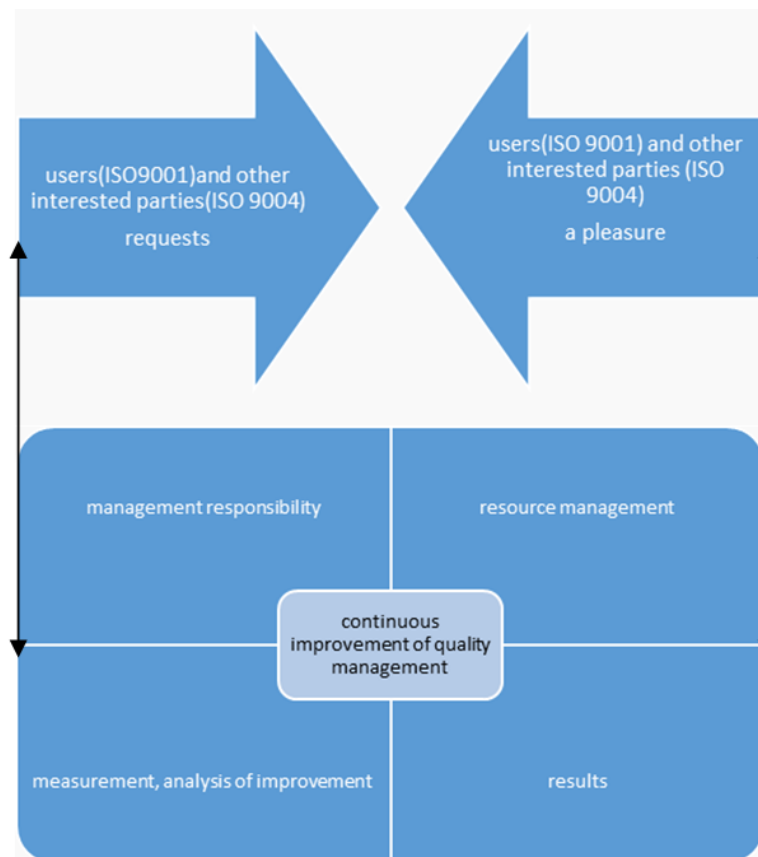 users(ISO9001)and other
interested parties(ISO 9004)
requests
users(ISO 9001) and other
interested parties (ISO
9004)
a pleasure
management responsibility
resource management
continuous
improvement of quality
management
measurement, analysis of improvement
results